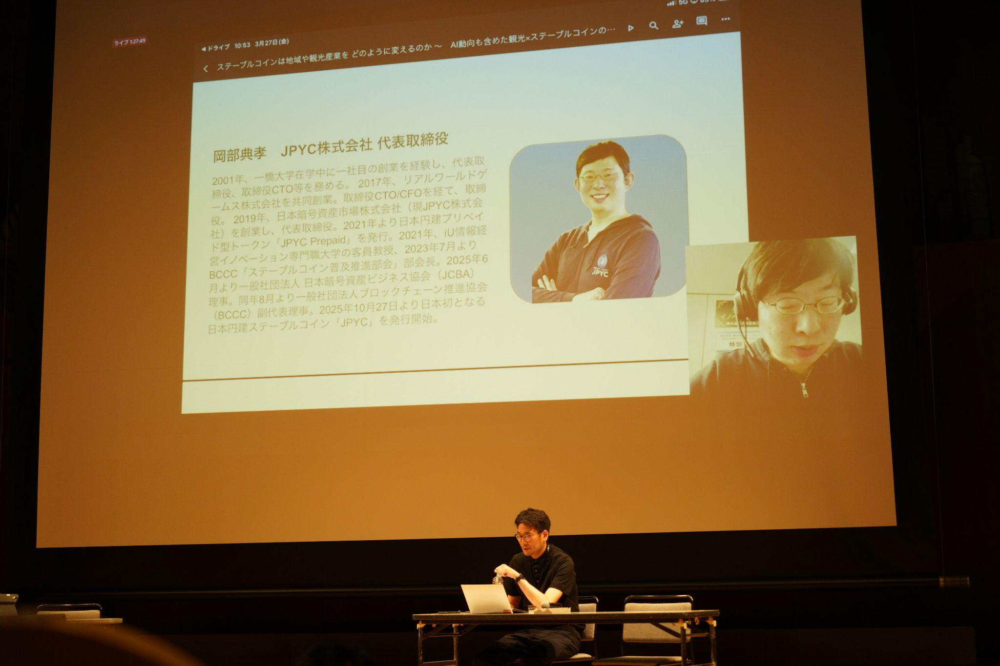 5G 85%
ライブ 1:27:49
ドライブ 10:53 3月27日(金)
ステーブルコインは地域や観光産業を どのように変えるのか ～ AI動向も含めた観光×ステーブルコインの…
岡部典孝 JPYC株式会社 代表取締役
2001年、一橋大学在学中に一社目の創業を経験し、代表取
締役、取締役CTO等を務める。 2017年、リアルワールドゲ
ームス株式会社を共同創業。取締役CTO/CFOを経て、取締
役。 2019年、日本暗号資産市場株式会社（現JPYC株式会
社）を創業し、代表取締役。2021年より日本円建プリペイ
ド型トークン「JPYC Prepaid」を発行。2021年、iU情報経
営イノベーション専門職大学の客員教授、2023年7月より
BCCC「ステーブルコイン普及推進部会」部会長。2025年6
月より一般社団法人 日本暗号資産ビジネス協会（JCBA）
理事。同年8月より一般社団法人ブロックチェーン推進協会
（BCCC）副代表理事。2025年10月27日より日本初となる
日本円建ステーブルコイン「JPYC」を発行開始。
JPYC
イノベ
特別